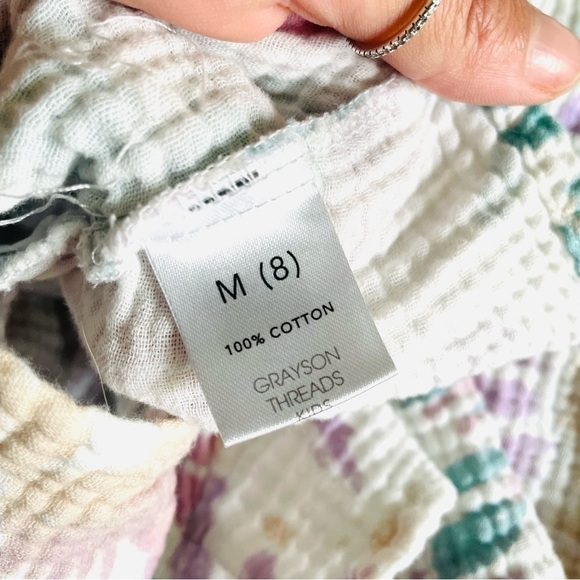 M (8)
100% COTTON
GRAYSON
THREADS
KIDS